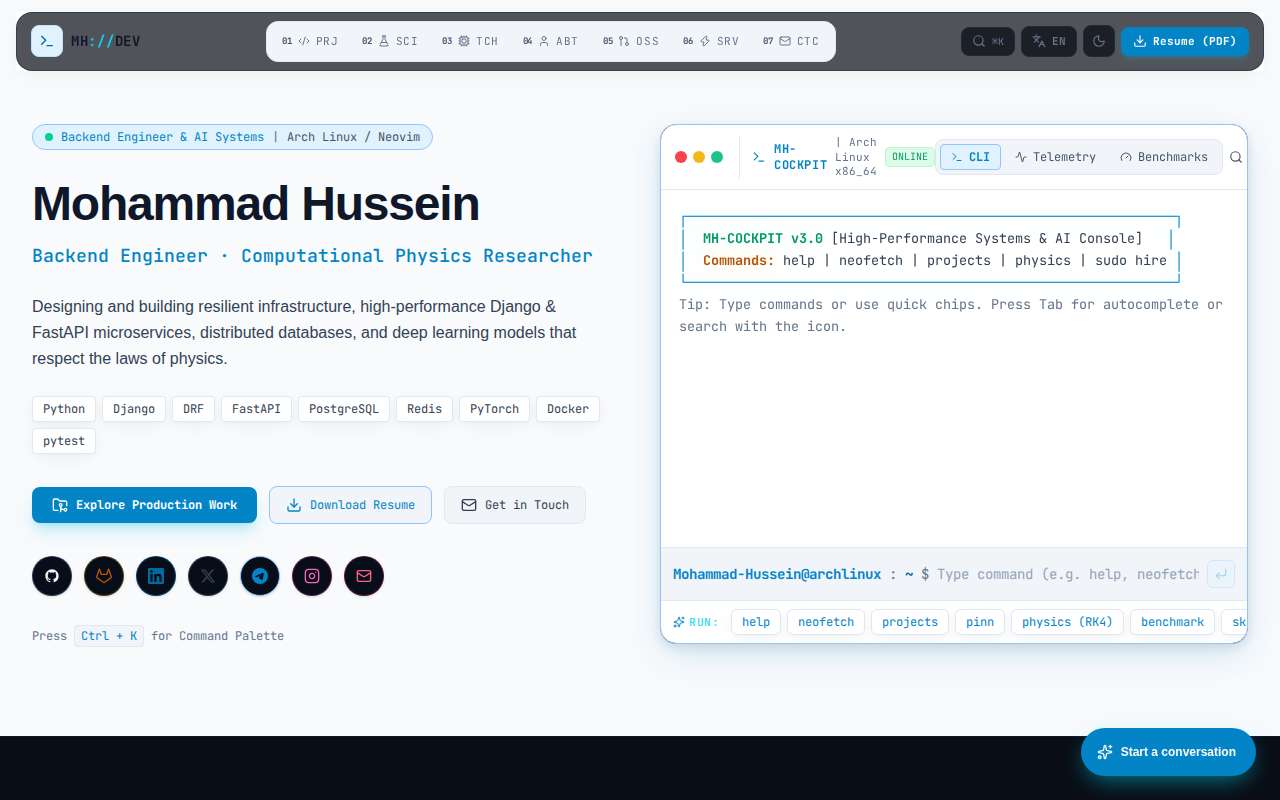 MH://DEV
01 PRJ
02 SCI
03 TCH
04 ABT
05 OSS
06 SRV
07 CTC
⌘K
EN
Resume (PDF)
Backend Engineer & AI Systems | Arch Linux / Neovim
Mohammad Hussein
Backend Engineer · Computational Physics Researcher
Designing and building resilient infrastructure, high-performance Django &
FastAPI microservices, distributed databases, and deep learning models that
respect the laws of physics.
Python
Django
DRF
FastAPI
PostgreSQL
Redis
PyTorch
Docker
pytest
Explore Production Work
Download Resume
Get in Touch
Press Ctrl + K for Command Palette
MH-
COCKPIT
| Arch
Linux
x86_64
ONLINE
CLI
Telemetry
Benchmarks
MH-COCKPIT v3.0 [High-Performance Systems & AI Console]
Commands: help | neofetch | projects | physics | sudo hire
Tip: Type commands or use quick chips. Press Tab for autocomplete or
search with the icon.
Mohammad-Hussein@archlinux : ~ $ Type command (e.g. help, neofetch
RUN:
help
neofetch
projects
pinn
physics (RK4)
benchmark
sk
Start a conversation